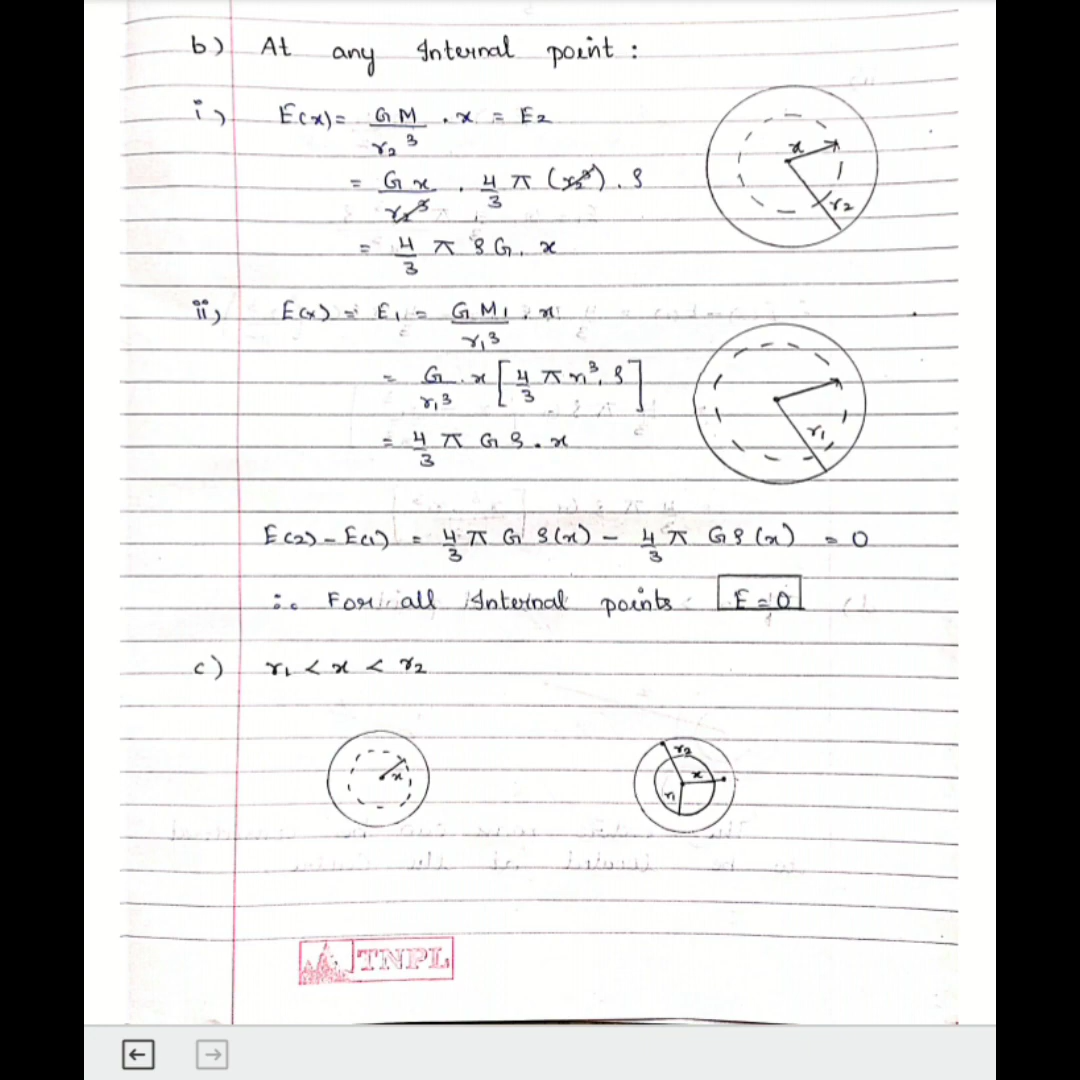 b) At any Internal point :
i) E(x) = GM/r₂³ . x = E₂
= Gx/r₂³ . 4/3 π (r₂³) . ρ
= 4/3 π ρ G . x
x
r₂
ii) E(x) = E₁ = GM₁/r₁³ . x
= G/r₁³ . x [4/3 π r₁³ . ρ]
= 4/3 π G ρ . x
r₁
E(2) - E(1) = 4/3 π G ρ(x) - 4/3 π Gρ (x) = 0
∴ For all Internal points E = 0
c) r₁ < x < r₂
x
r₂
x
r₁
TNPL